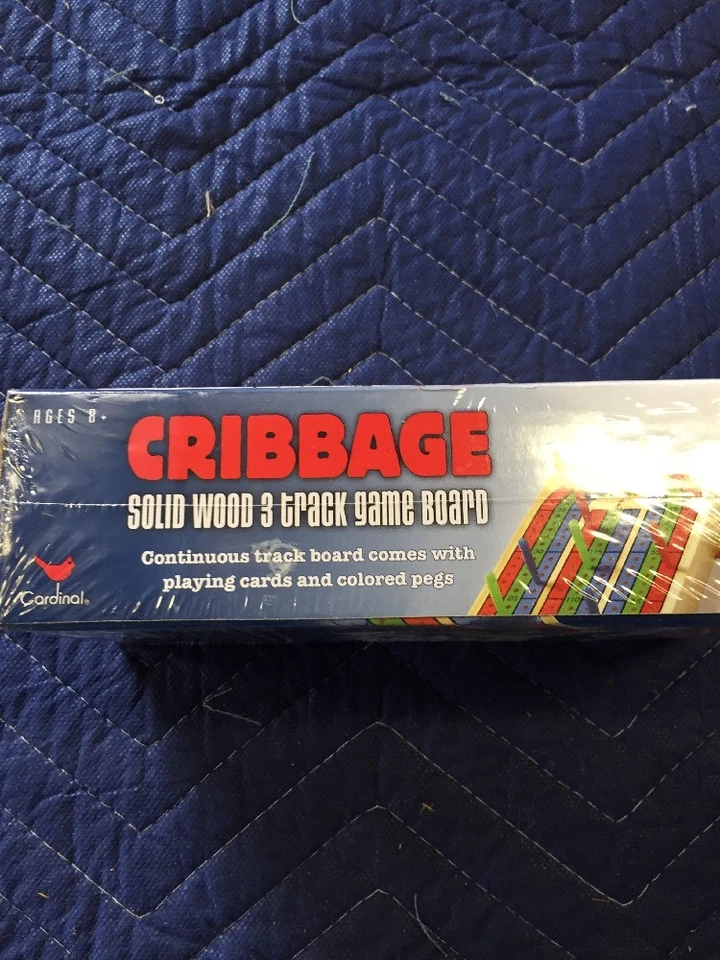 AGES 8+
CRIBBAGE
SOLID WOOD 3 track game Board
Continuous track board comes with
playing cards and colored pegs
Cardinal®